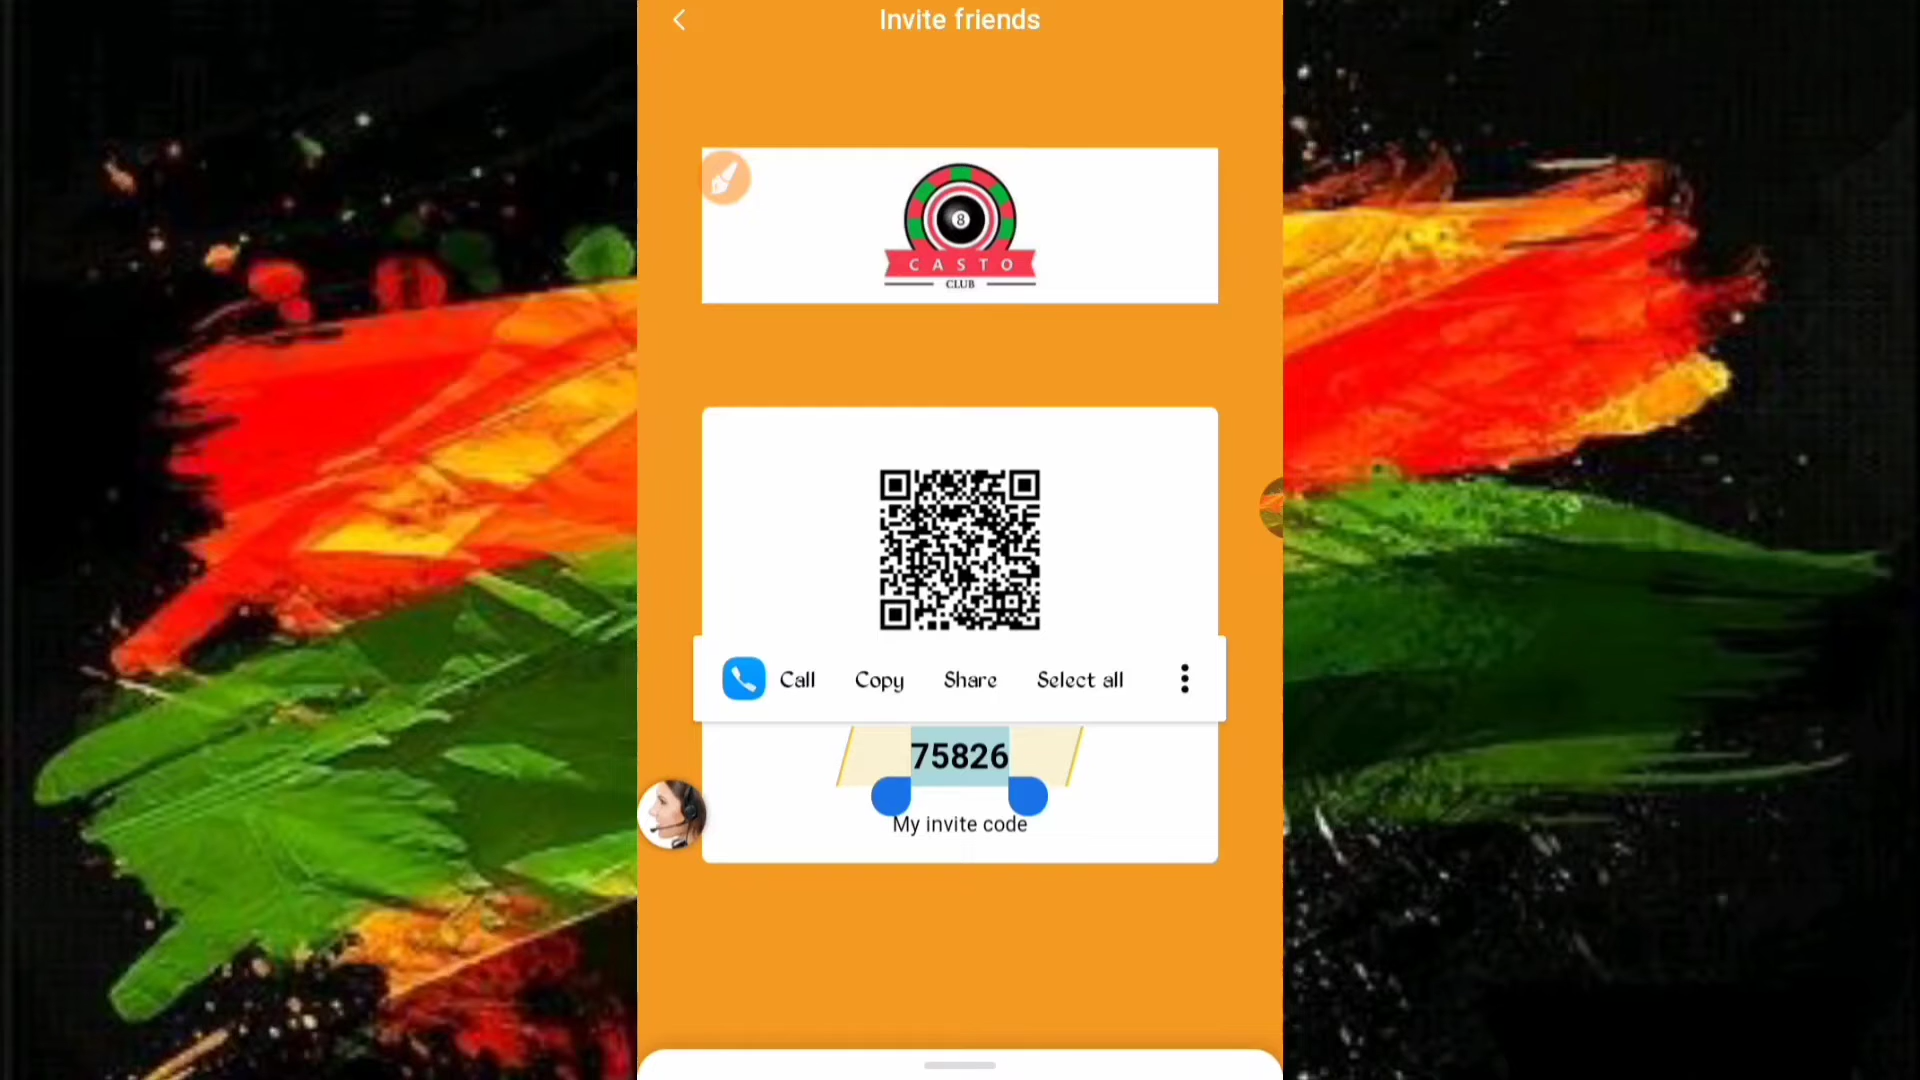 Invite friends
8
CASTO
CLUB
Call Copy Share Select all
75826
My invite code